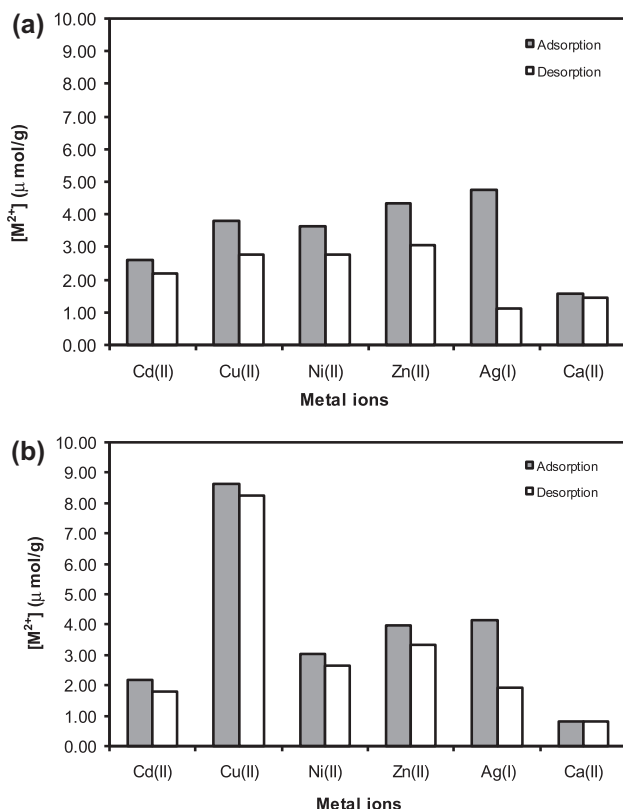 (a)
10.00
9.00
8.00
7.00
6.00
5.00
4.00
3.00
2.00
1.00
0.00
[M2+] (μ mol/g)
Adsorption
Desorption
Cd(II) Cu(II) Ni(II) Zn(II) Ag(I) Ca(II)
Metal ions
(b)
10.00
9.00
8.00
7.00
6.00
5.00
4.00
3.00
2.00
1.00
0.00
[M2+] (μ mol/g)
Adsorption
Desorption
Cd(II) Cu(II) Ni(II) Zn(II) Ag(I) Ca(II)
Metal ions